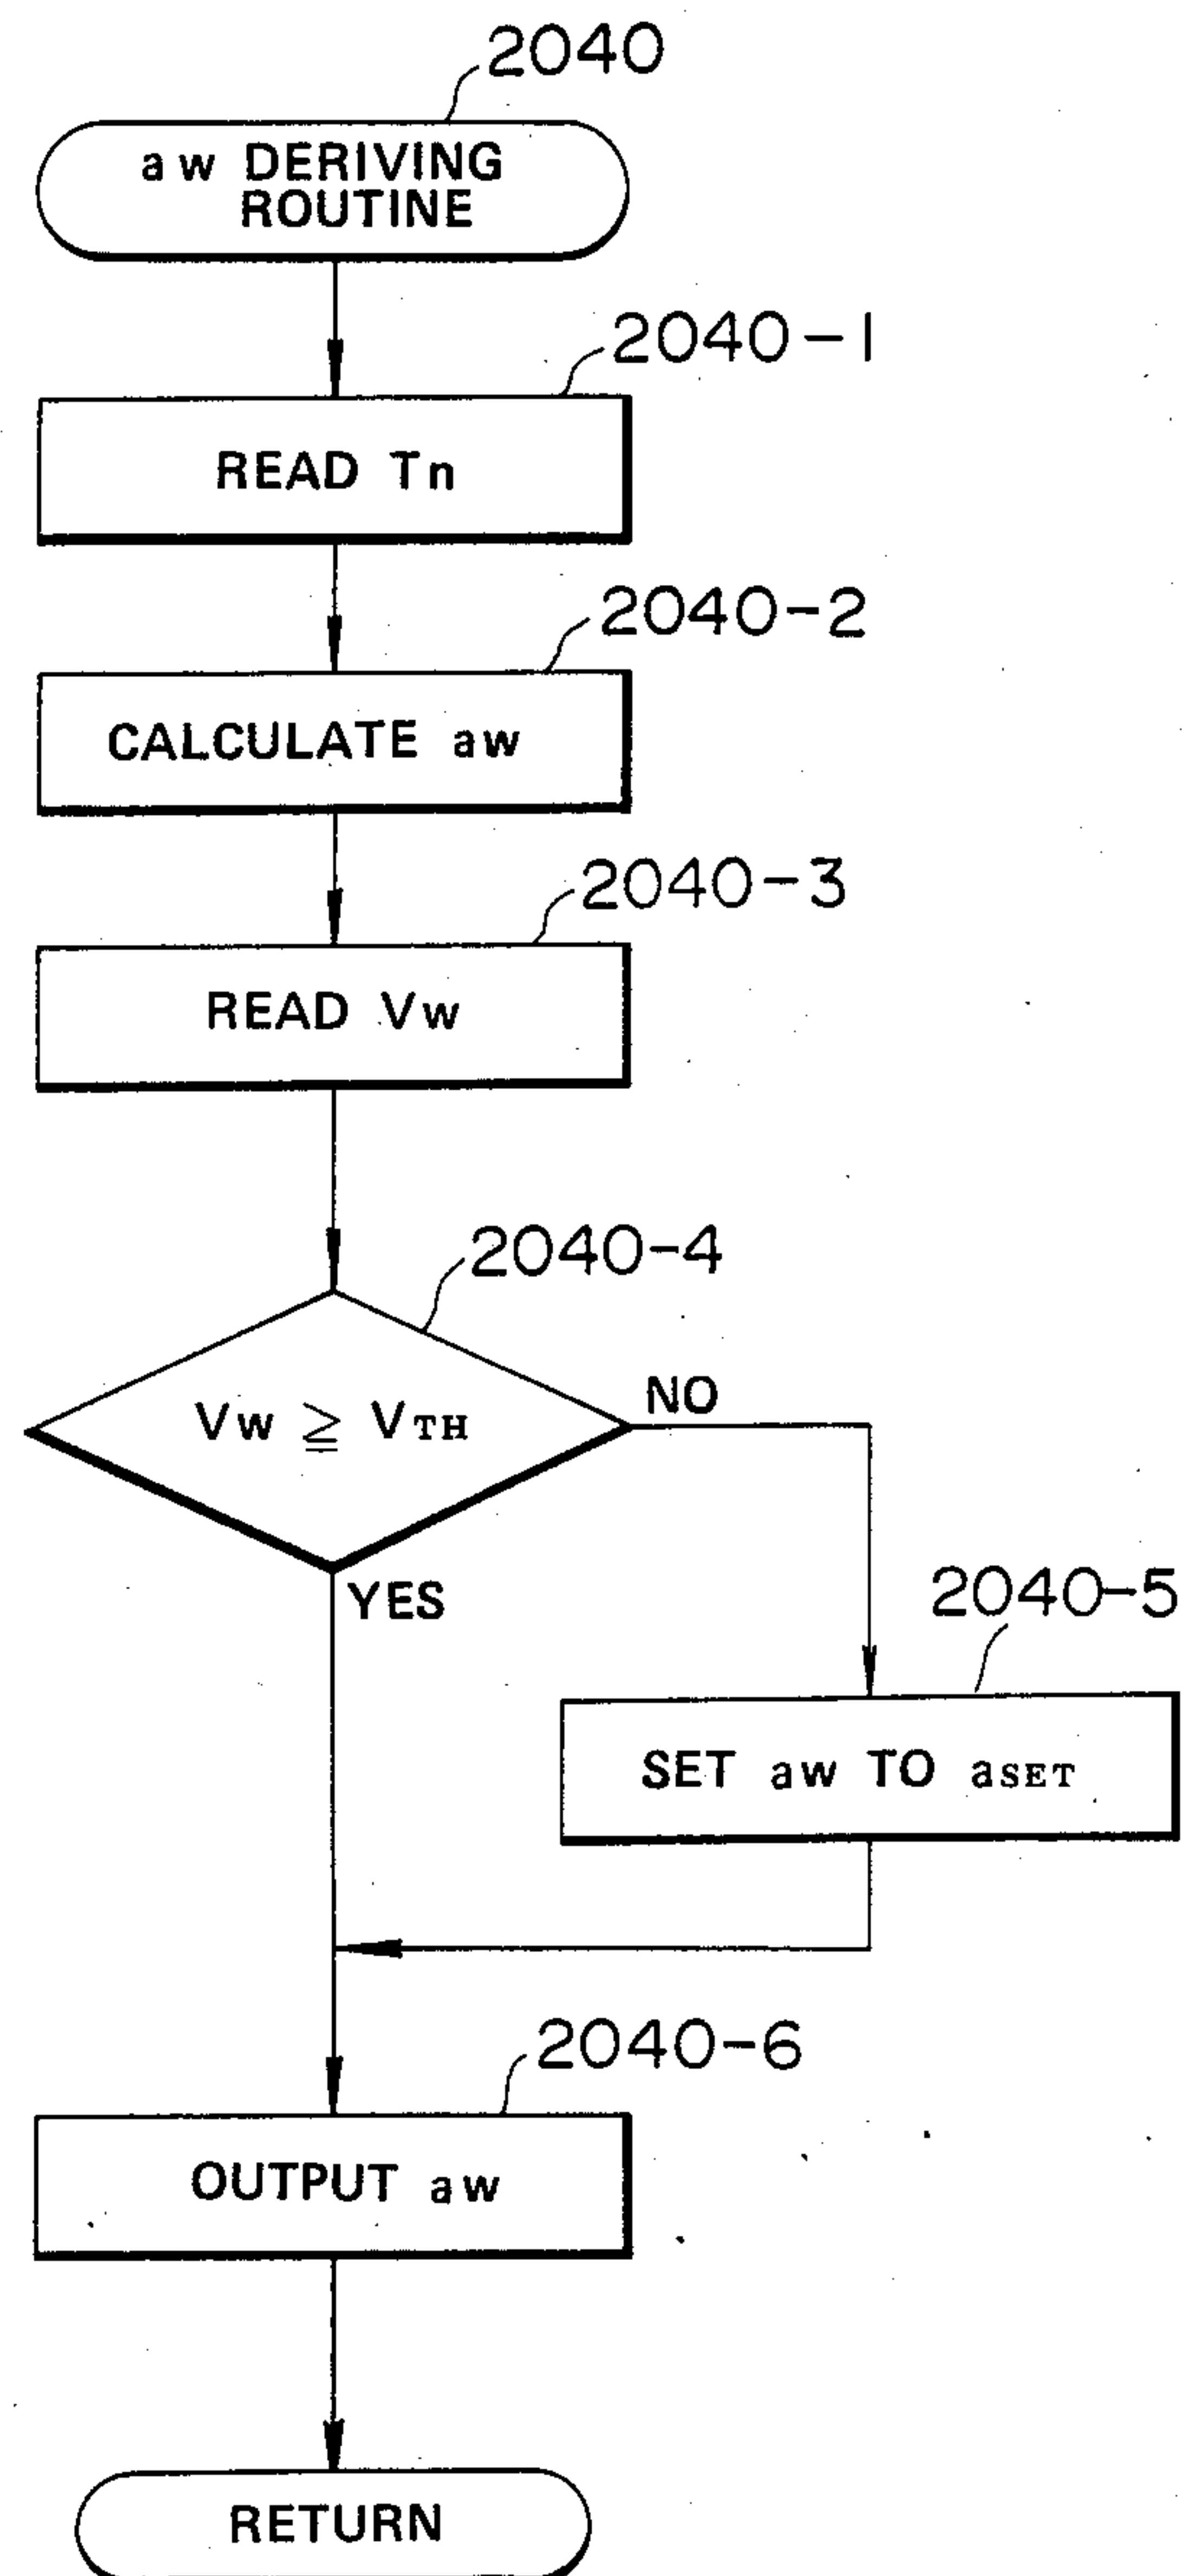 2040
aw DERIVING
ROUTINE
2040-1
READ Tn
2040-2
CALCULATE aw
2040-3
READ Vw
2040-4
Vw ≧ VTH
NO
YES
2040-5
SET aw TO aSET
2040-6
OUTPUT aw
RETURN